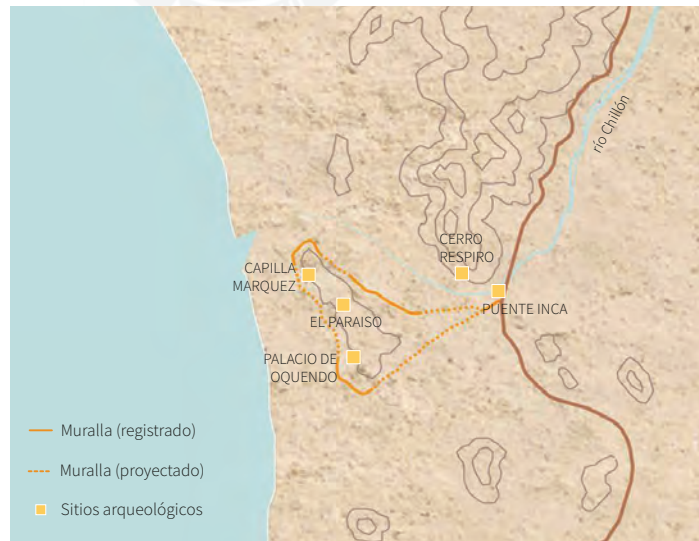 río Chillón
CERRO
RESPIRO
CAPILLA
MARQUEZ
PUENTE INCA
EL PARAISO
PALACIO DE
OQUENDO
Muralla (registrado)
Muralla (proyectado)
Sitios arqueológicos